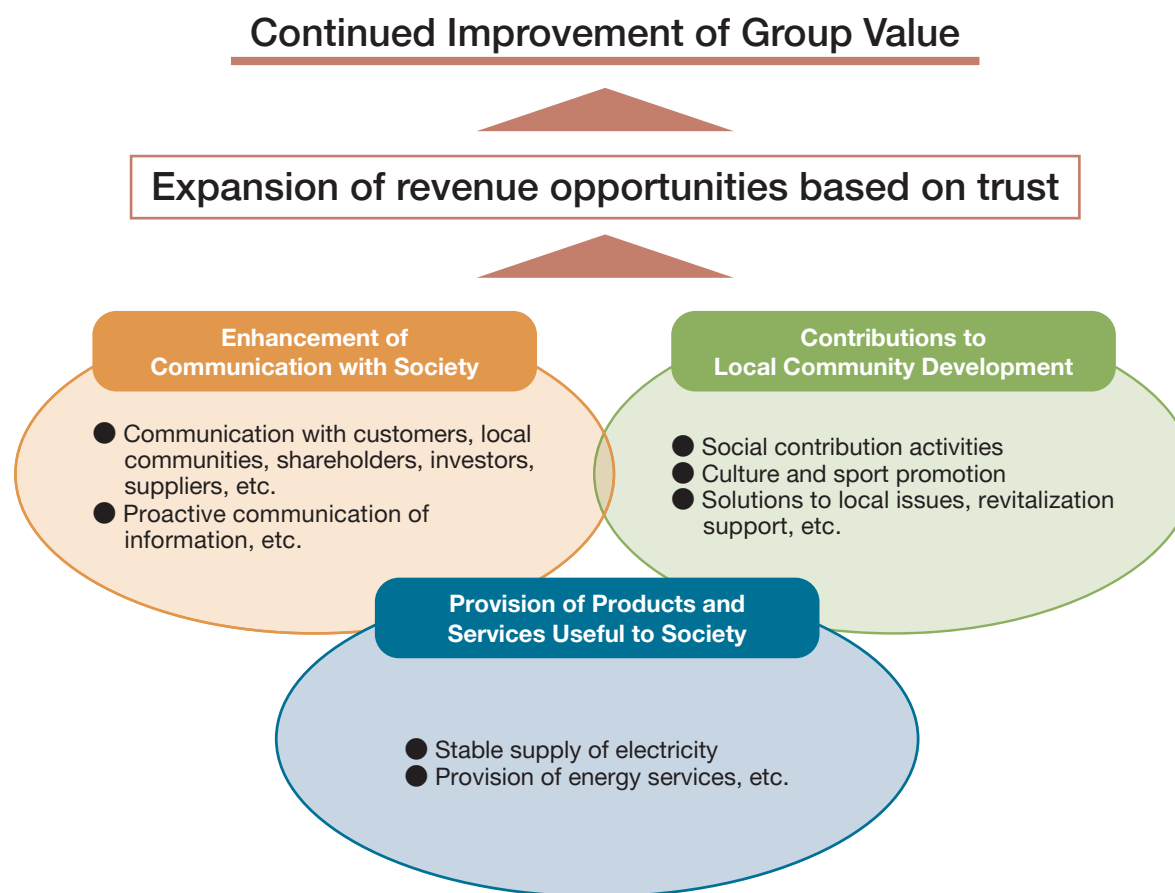 Continued Improvement of Group Value
Expansion of revenue opportunities based on trust
Enhancement of
Communication with Society
● Communication with customers, local
communities, shareholders, investors,
suppliers, etc.
● Proactive communication of
information, etc.
Contributions to
Local Community Development
● Social contribution activities
● Culture and sport promotion
● Solutions to local issues, revitalization
support, etc.
Provision of Products and
Services Useful to Society
● Stable supply of electricity
● Provision of energy services, etc.